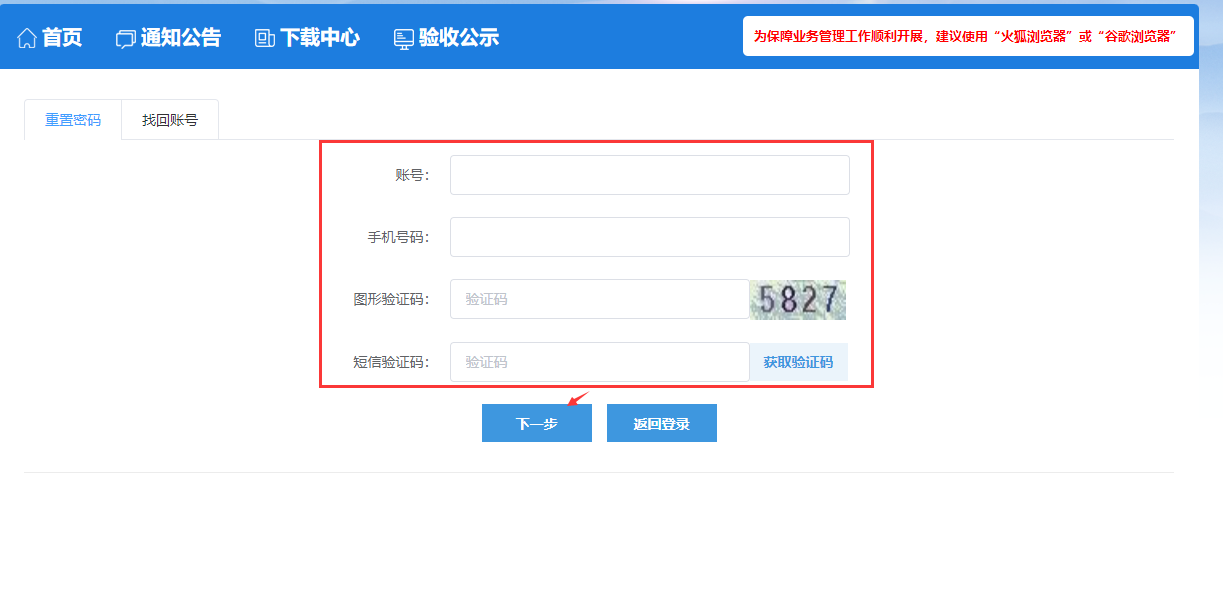 首页 通知公告 下载中心 验收公示 为保障业务管理工作顺利开展，建议使用“火狐浏览器”或“谷歌浏览器”
重置密码 找回账号
账号：
手机号码：
图形验证码： 验证码 5827
短信验证码： 验证码 获取验证码
下一步 返回登录